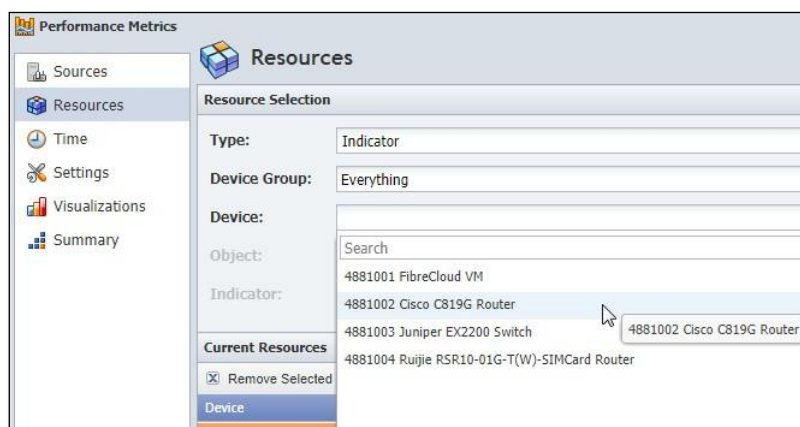 Performance Metrics
Sources
Resources
Time
Settings
Visualizations
Summary
Resources
Resource Selection
Type:
Indicator
Device Group:
Everything
Device:
Search
4881001 FibreCloud VM
4881002 Cisco C819G Router
4881003 Juniper EX2200 Switch
4881004 Ruijie RSR10-01G-T(W)-SIMCard Router
4881002 Cisco C819G Router
Object:
Indicator:
Current Resources
Remove Selected
Device